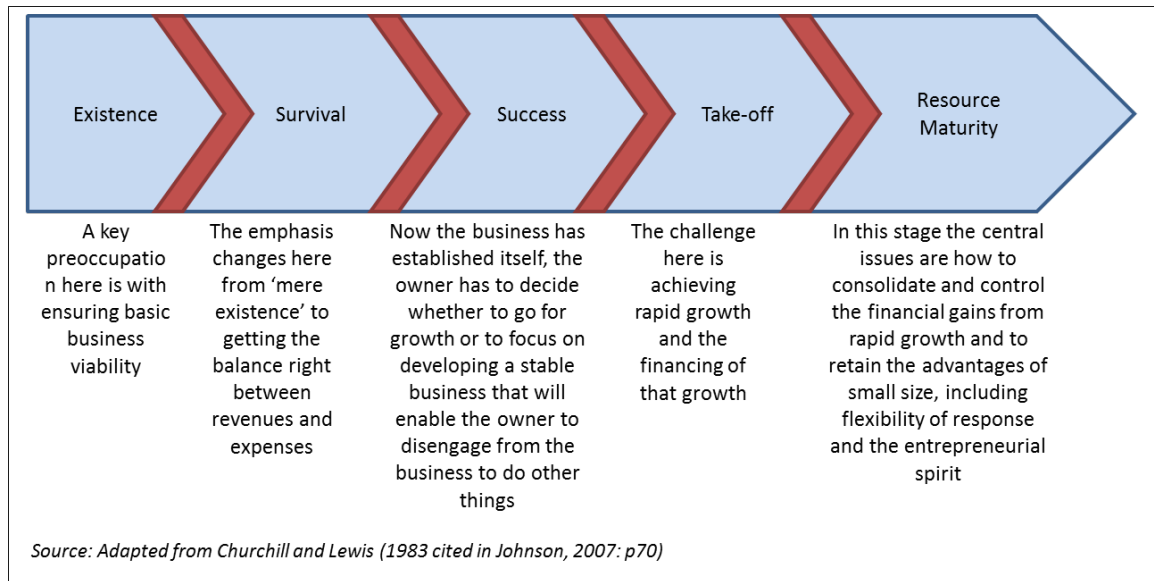 Existence
Survival
Success
Take-off
Resource
Maturity
A key
preoccupatio
n here is with
ensuring basic
business
viability
The emphasis
changes here
from ‘mere
existence’ to
getting the
balance right
between
revenues and
expenses
Now the business has
established itself, the
owner has to decide
whether to go for
growth or to focus on
developing a stable
business that will
enable the owner to
disengage from the
business to do other
things
The challenge
here is
achieving
rapid growth
and the
financing of
that growth
In this stage the central
issues are how to
consolidate and control
the financial gains from
rapid growth and to
retain the advantages of
small size, including
flexibility of response
and the entrepreneurial
spirit
Source: Adapted from Churchill and Lewis (1983 cited in Johnson, 2007: p70)